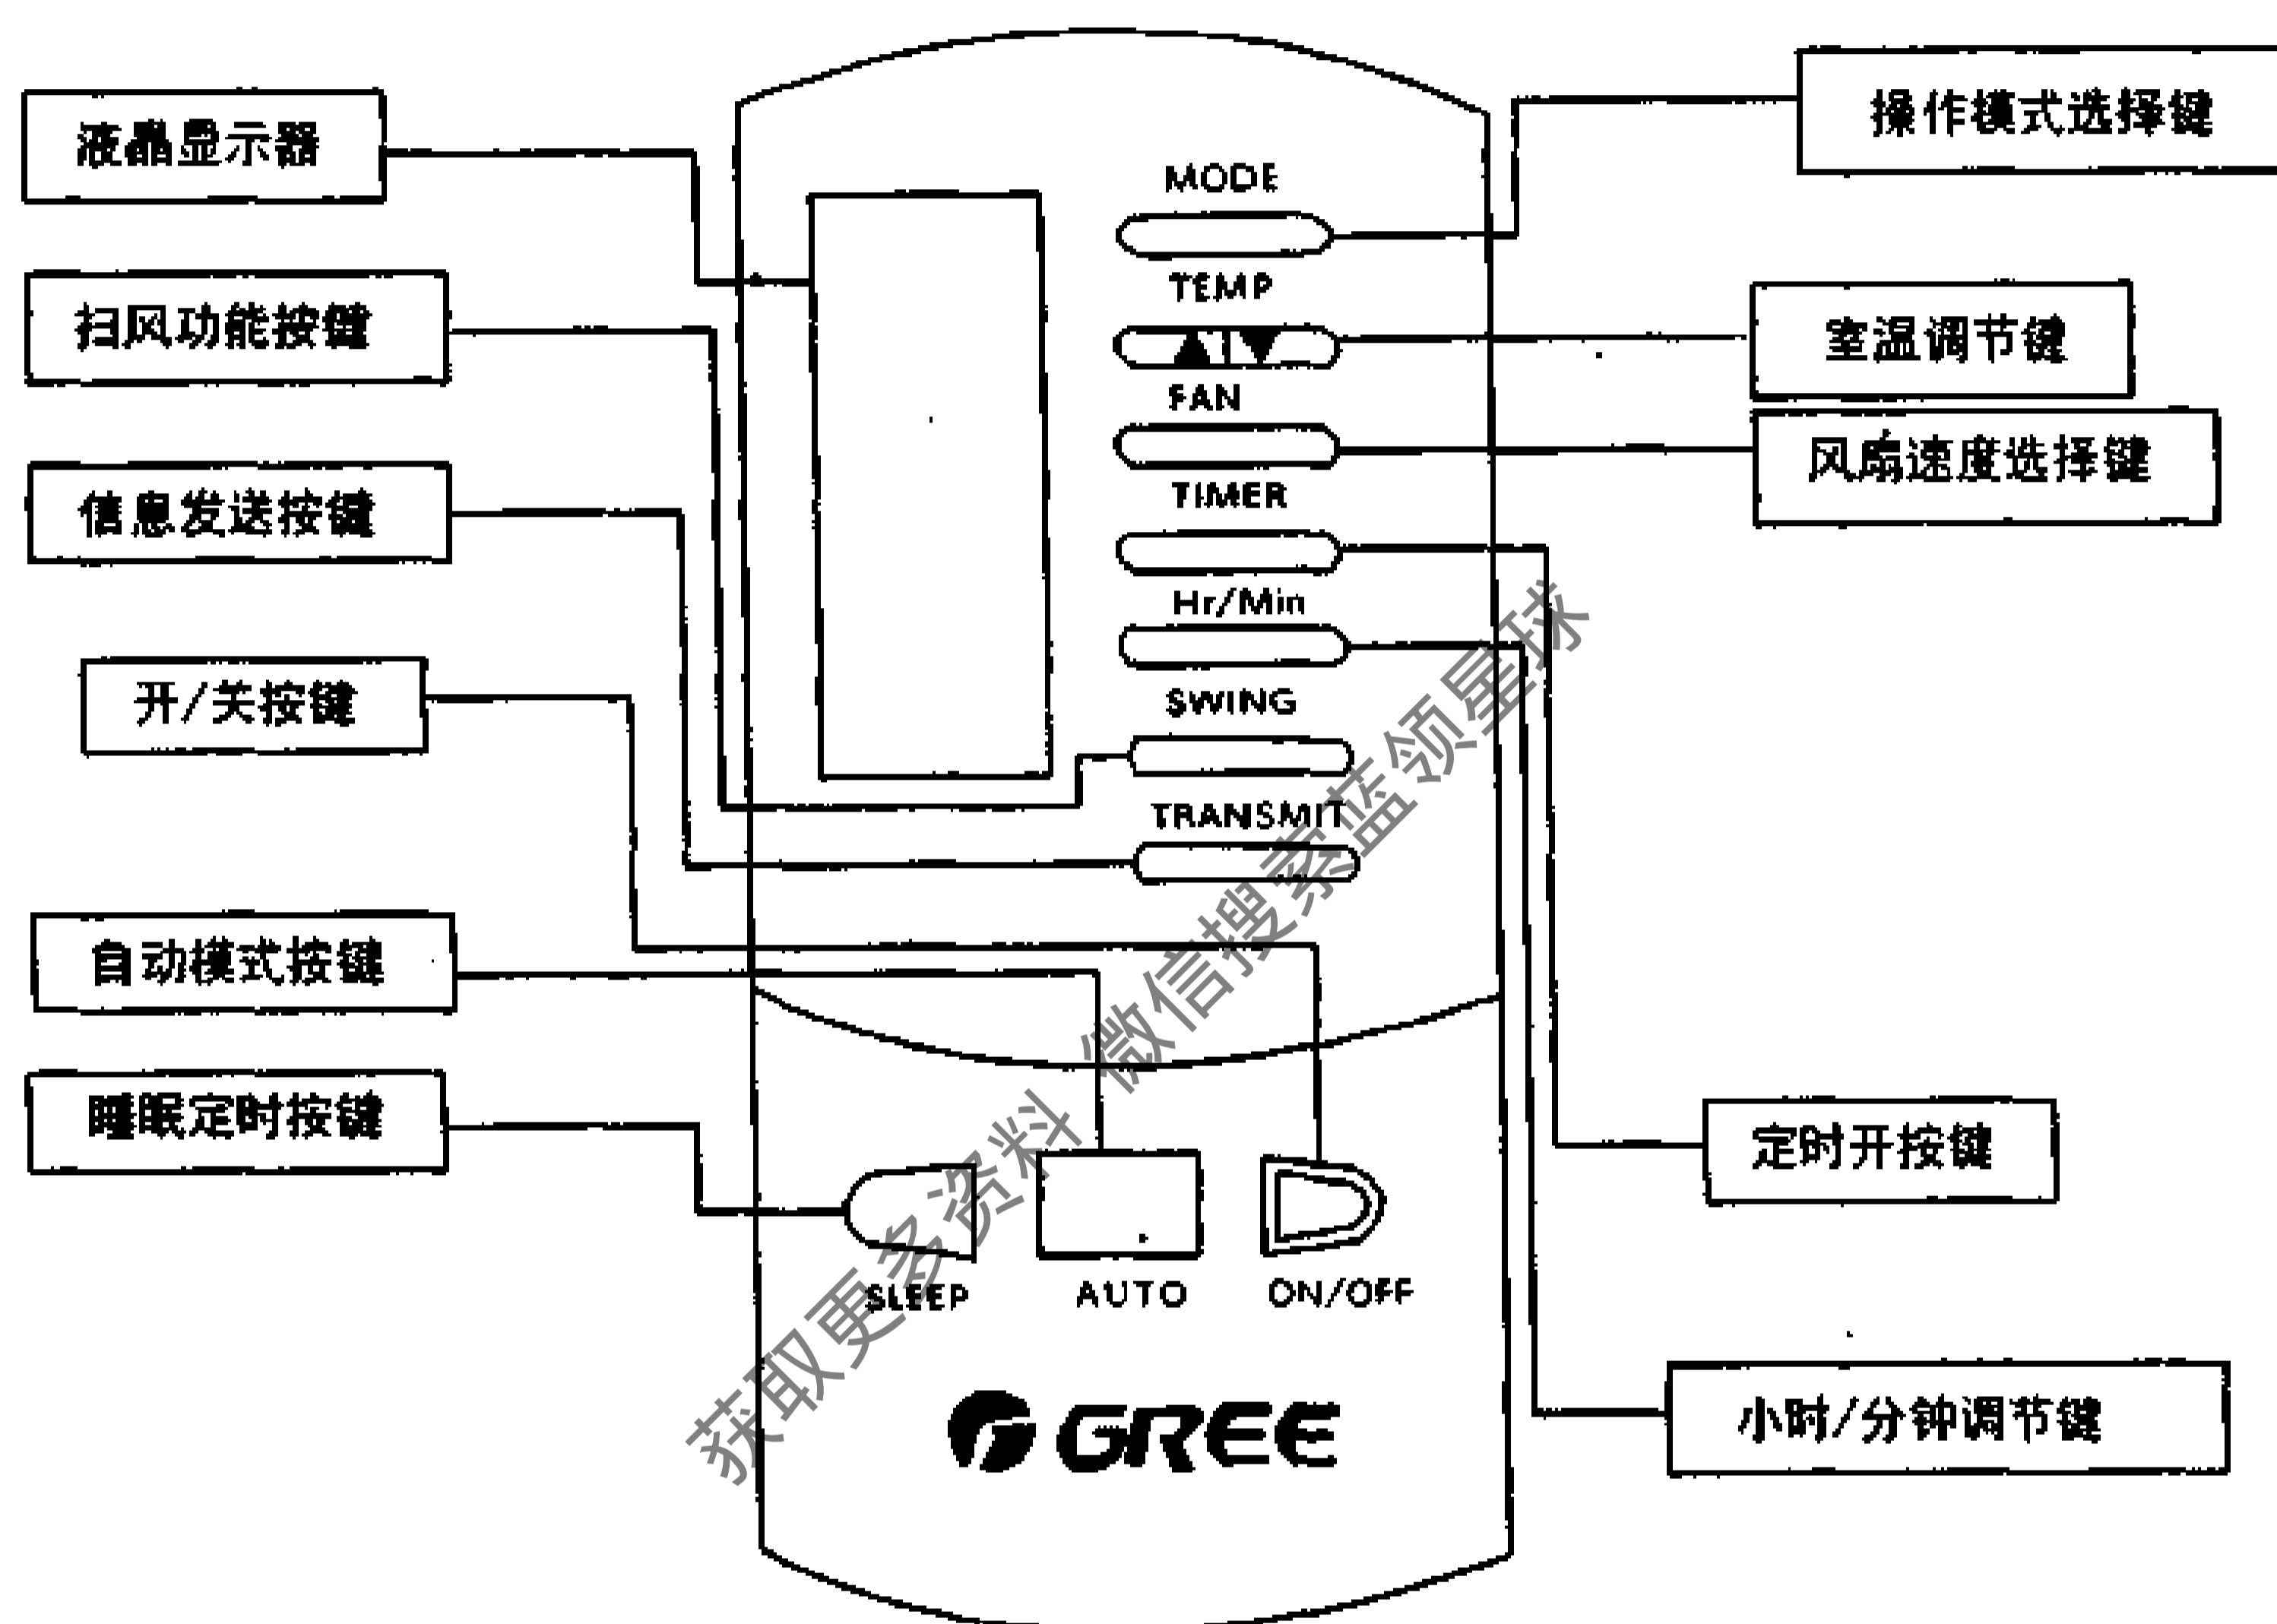 液晶显示器
扫风功能按键
信息发送按键
开/关按键
自动模式按键
睡眠定时按键
MODE
TEMP
FAN
TIMER
Hr/Min
SWING
TRANSMIT
SLEEP
AUTO
ON/OFF
GREE
操作模式选择键
室温调节键
风扇速度选择键
定时开按键
小时/分钟调节键
获取更多资料 微信搜索蓝领星球